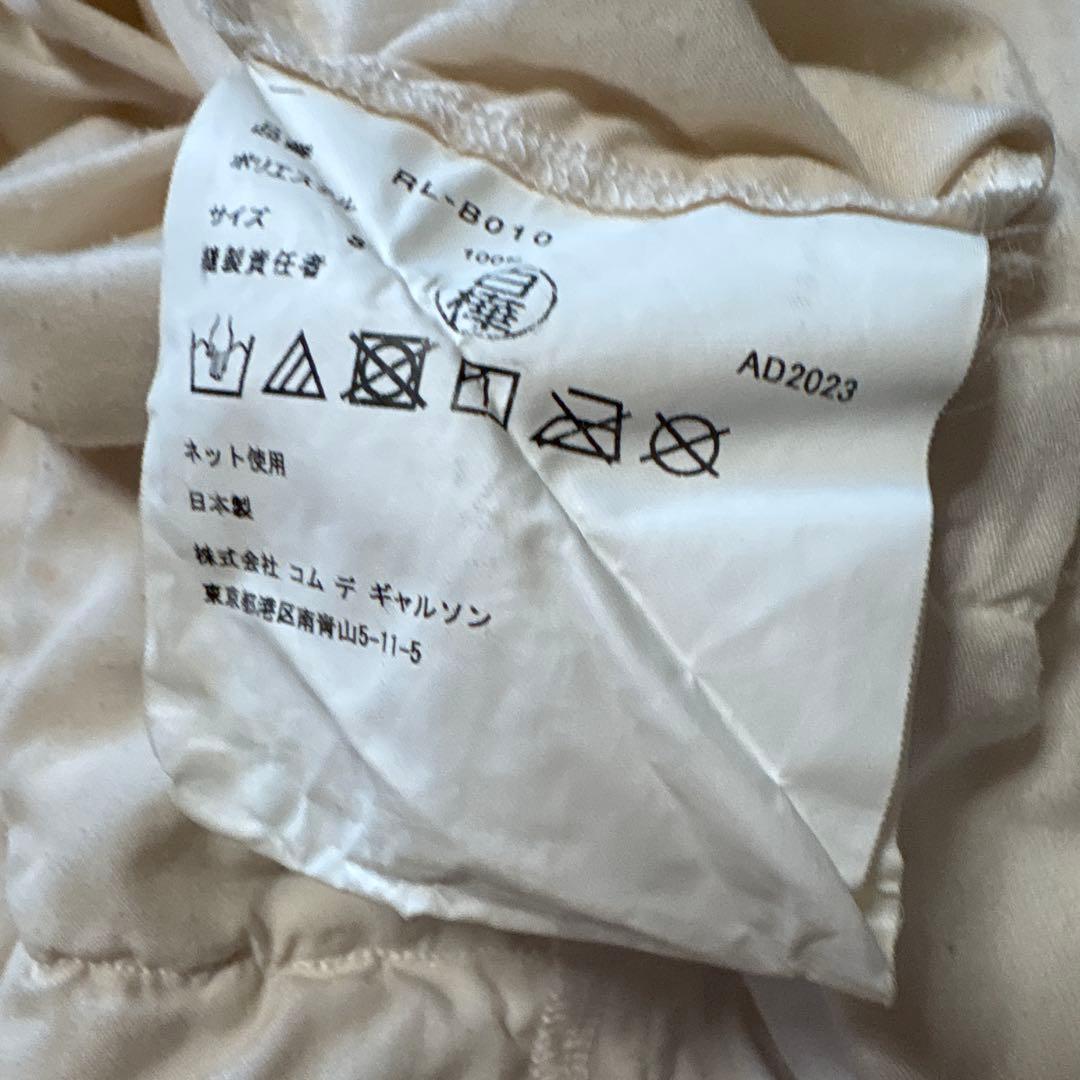 品番 RL-B010
ポリエステル 100%
サイズ S
縫製責任者 白樺
AD2023
ネット使用
日本製
株式会社 コム デ ギャルソン
東京都港区南青山5-11-5